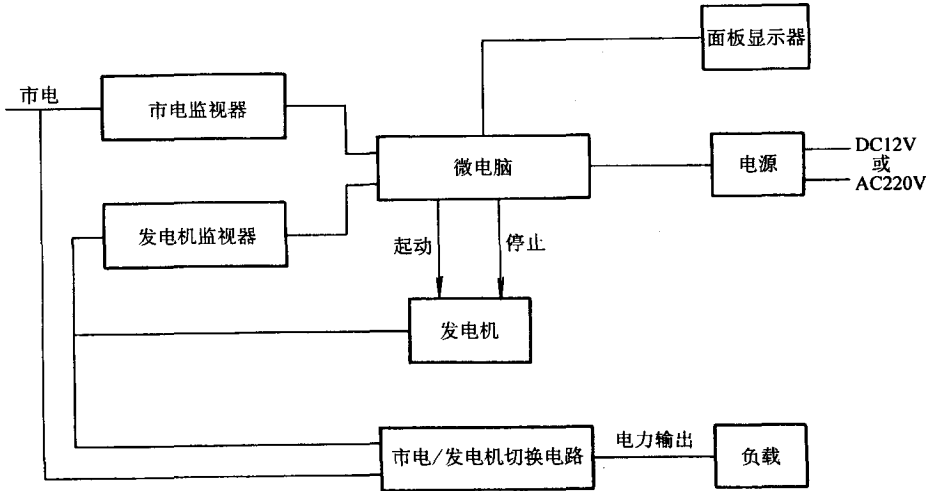 面板显示器
市电
市电监视器
微电脑
电源
DC12V
或
AC220V
发电机监视器
起动
停止
发电机
市电/发电机切换电路
电力输出
负载